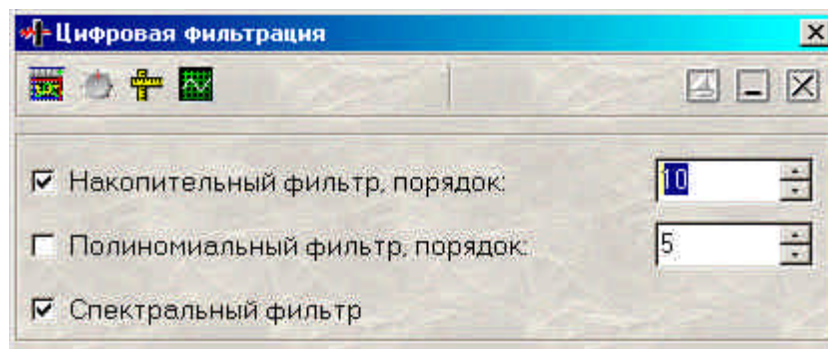 Цифровая Фильтрация
Накопительный фильтр, порядок: 10
Полиномиальный фильтр, порядок: 5
Спектральный фильтр